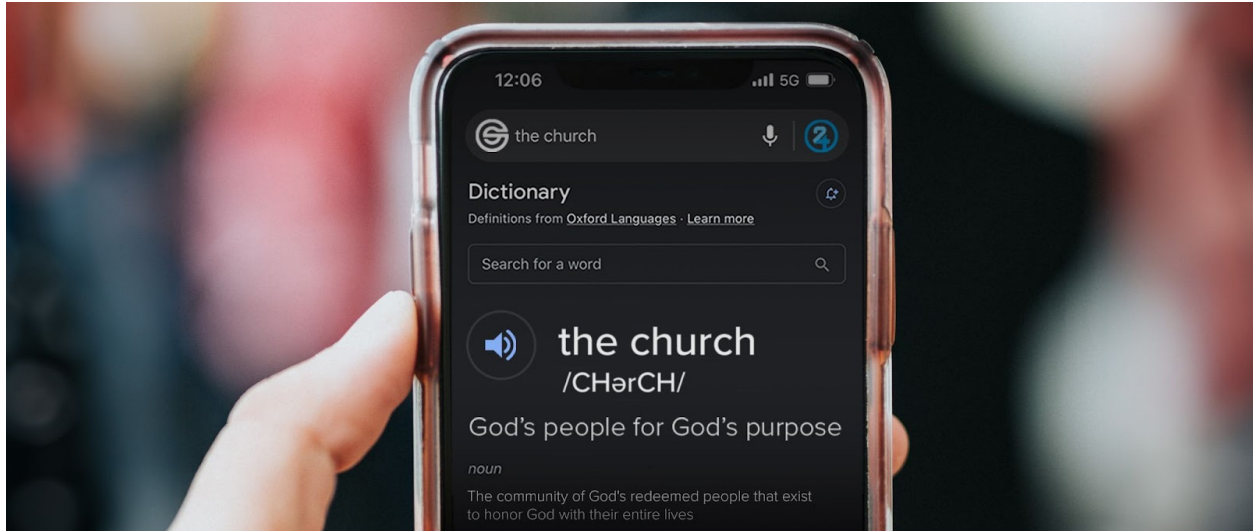 12:06
5G
the church
24
Dictionary
Definitions from Oxford Languages · Learn more
Search for a word
the church
/CHərCH/
God's people for God's purpose
noun
The community of God's redeemed people that exist
to honor God with their entire lives